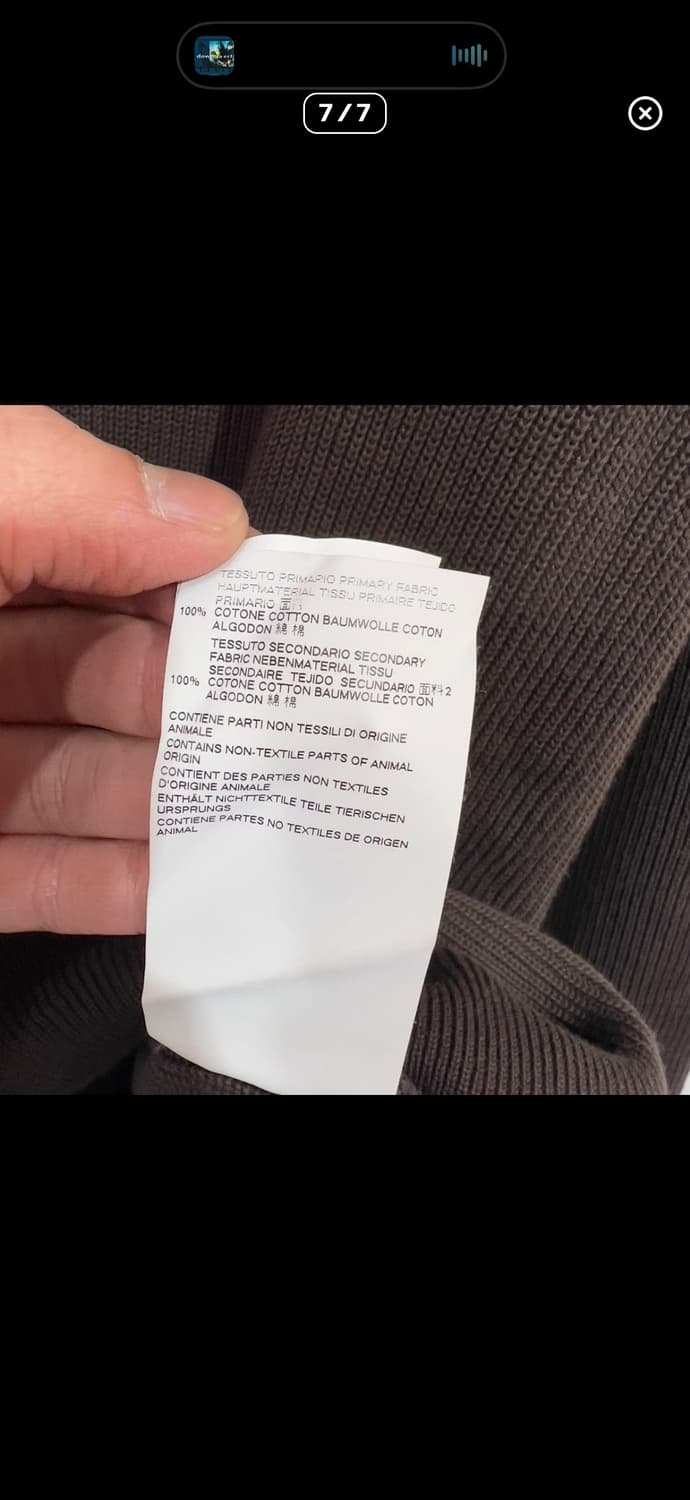 7/7
TESSUTO PRIMARIO PRIMARY FABRIC
HAUPTMATERIAL TISSU PRIMAIRE TEJIDO
PRIMARIO 面料
100% COTONE COTTON BAUMWOLLE COTON
ALGODON 綿 棉
TESSUTO SECONDARIO SECONDARY
FABRIC NEBENMATERIAL TISSU
SECONDAIRE TEJIDO SECUNDARIO 面料2
100% COTONE COTTON BAUMWOLLE COTON
ALGODON 綿 棉
CONTIENE PARTI NON TESSILI DI ORIGINE
ANIMALE
CONTAINS NON-TEXTILE PARTS OF ANIMAL
ORIGIN
CONTIENT DES PARTIES NON TEXTILES
D'ORIGINE ANIMALE
ENTHÄLT NICHTTEXTILE TEILE TIERISCHEN
URSPRUNGS
CONTIENE PARTES NO TEXTILES DE ORIGEN
ANIMAL